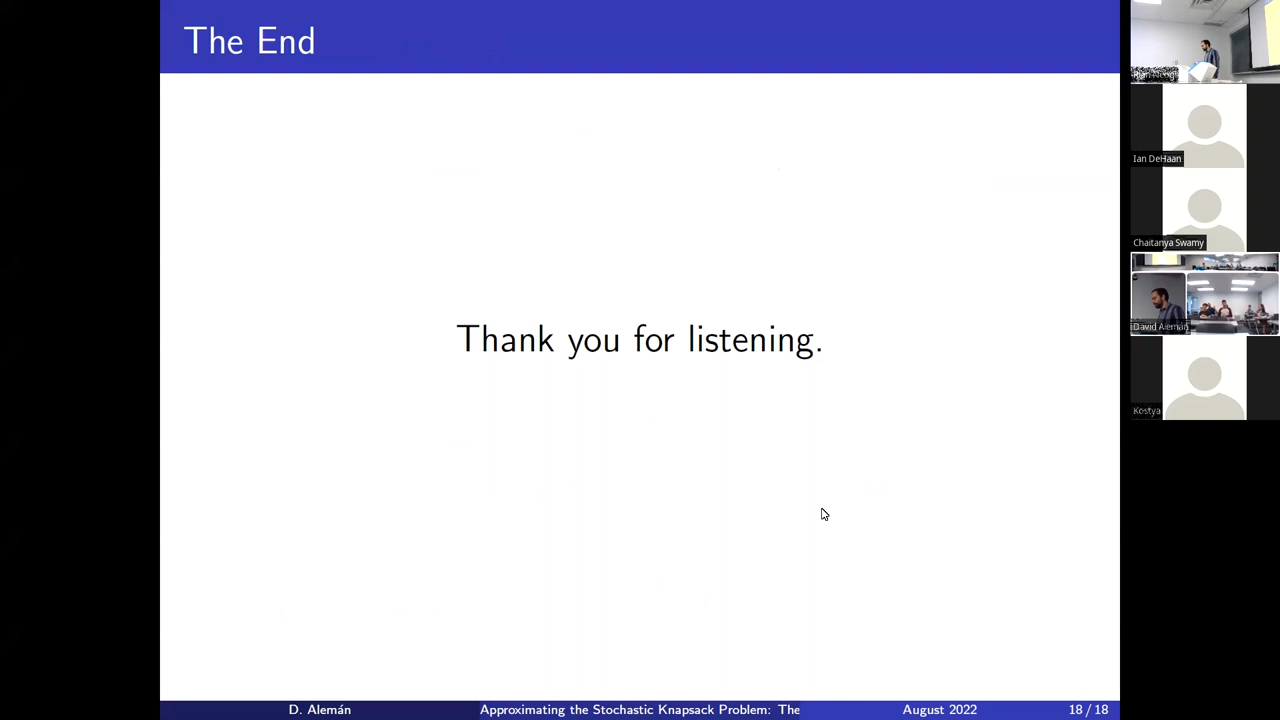 The End
Thank you for listening.
D. Alemán
Approximating the Stochastic Knapsack Problem: The
August 2022
18 / 18
Ian DeHaan
Chaitanya Swamy
David Aleman
Kostya